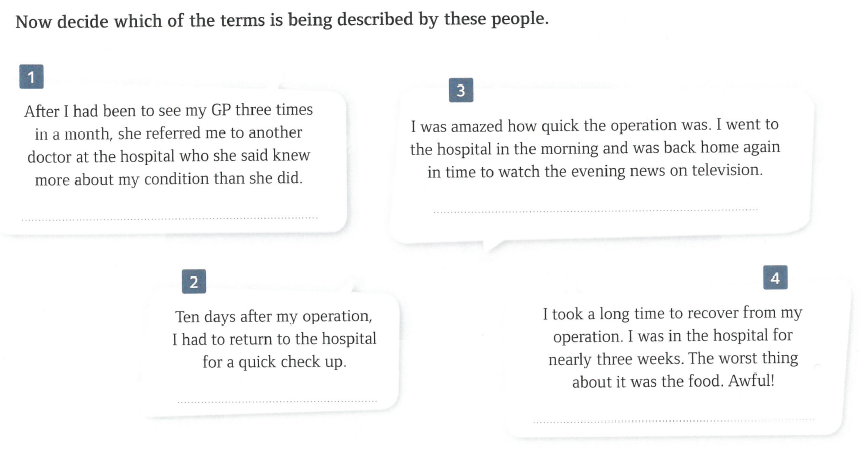 Now decide which of the terms is being described by these people.
1
After I had been to see my GP three times
in a month, she referred me to another
doctor at the hospital who she said knew
more about my condition than she did.
2
Ten days after my operation,
I had to return to the hospital
for a quick check up.
3
I was amazed how quick the operation was. I went to
the hospital in the morning and was back home again
in time to watch the evening news on television.
4
I took a long time to recover from my
operation. I was in the hospital for
nearly three weeks. The worst thing
about it was the food. Awful!